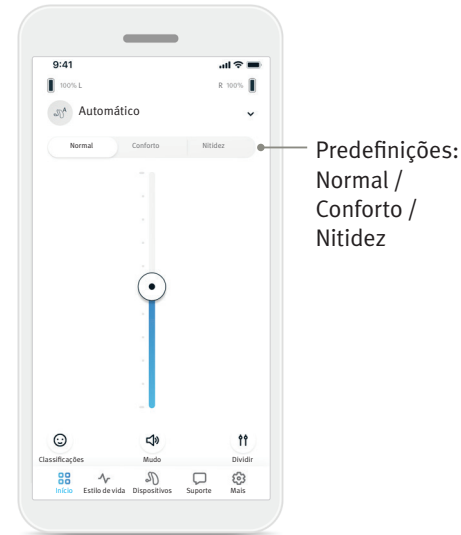 9:41
100% L
R 100%
Automático
Normal Conforto Nitidez
Predefinições:
Normal /
Conforto /
Nitidez
Classificações Mudo Dividir
Início Estilo de vida Dispositivos Suporte Mais